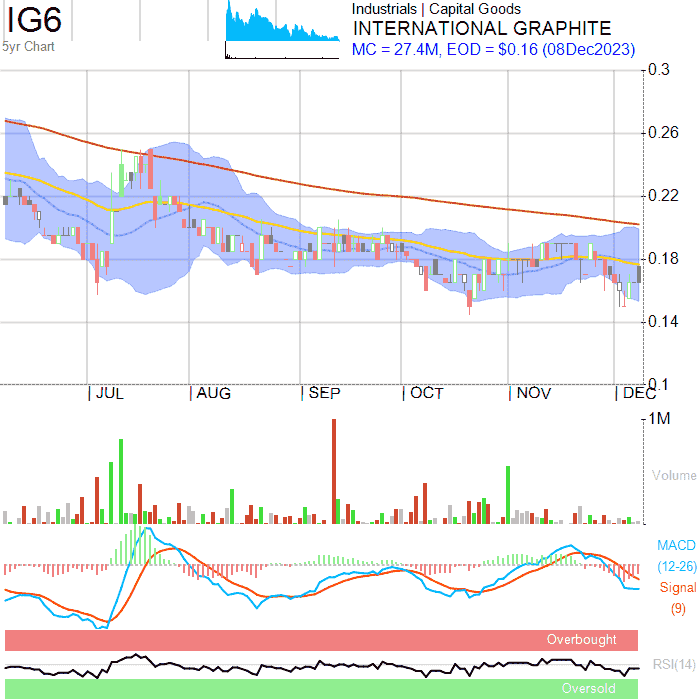 IG6
5yr Chart
Industrials | Capital Goods
INTERNATIONAL GRAPHITE
MC = 27.4M, EOD = $0.16 (08Dec2023)
0.3
0.26
0.22
0.18
0.14
0.1
JUL AUG SEP OCT NOV DEC
1M
Volume
MACD
(12-26)
Signal
(9)
Overbought
RSI(14)
Oversold